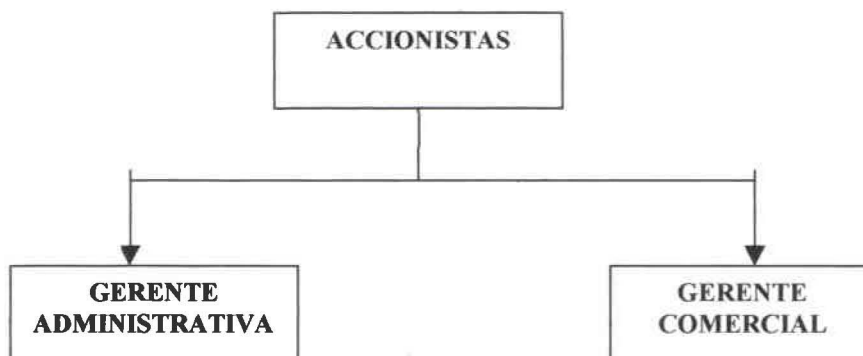 ACCIONISTAS
GERENTE
ADMINISTRATIVA
GERENTE
COMERCIAL